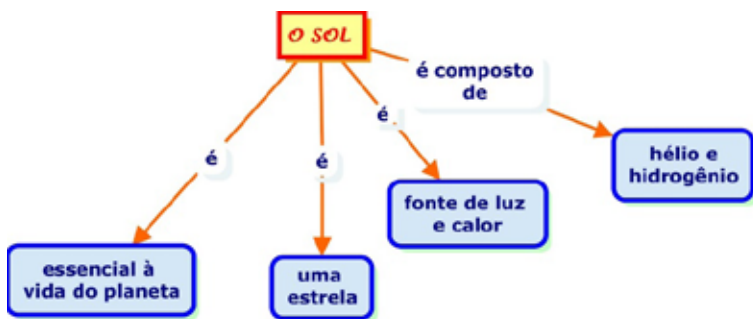 O SOL
é composto
de
é
é
é
hélio e
hidrogênio
fonte de luz
e calor
essencial à
vida do planeta
uma
estrela